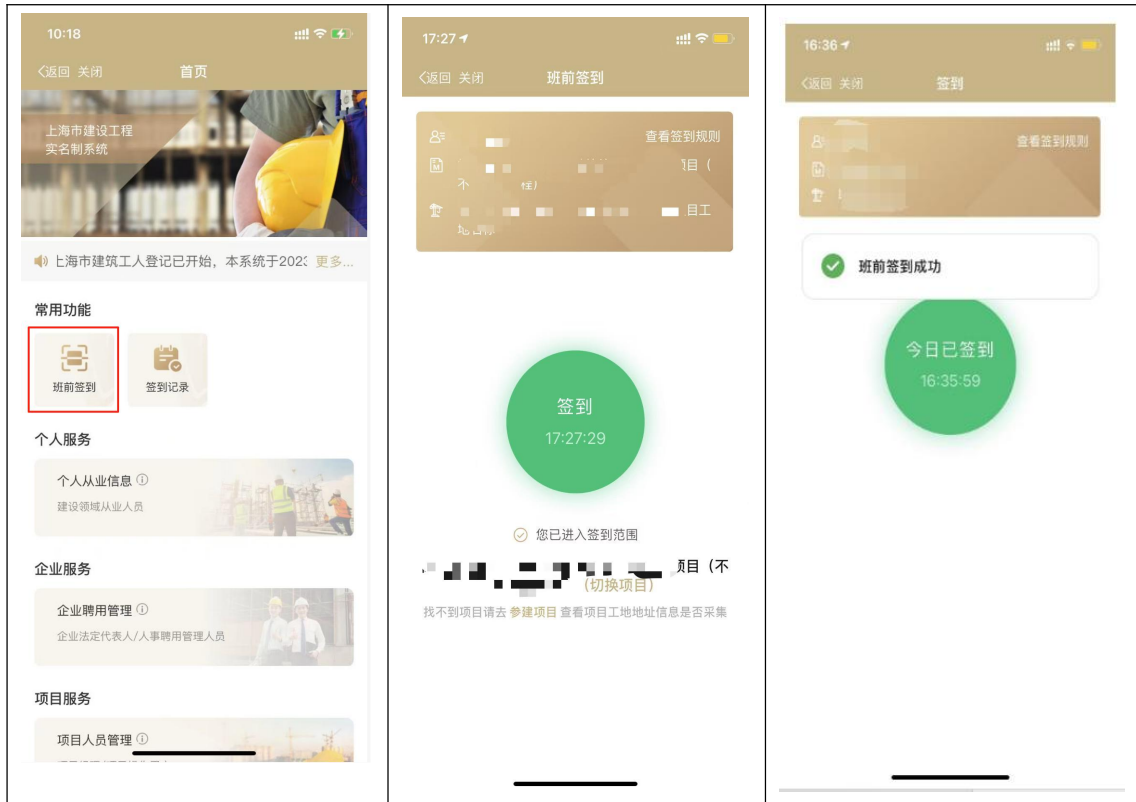 10:18
〈返回 关闭
首页
上海市建设工程
实名制系统
上海市建筑工人登记已开始，本系统于2023 更多...
常用功能
班前签到
签到记录
个人服务
个人从业信息
建设领域从业人员
企业服务
企业聘用管理
企业法定代表人/人事聘用管理人员
项目服务
项目人员管理
17:27
〈返回 关闭
班前签到
查看签到规则
项目（
不
程）
目工
签到
17:27:29
您已进入签到范围
项目（不
（切换项目）
找不到项目请去 参建项目 查看项目工地地址信息是否采集
16:36
〈返回 关闭
签到
查看签到规则
班前签到成功
今日已签到
16:35:59